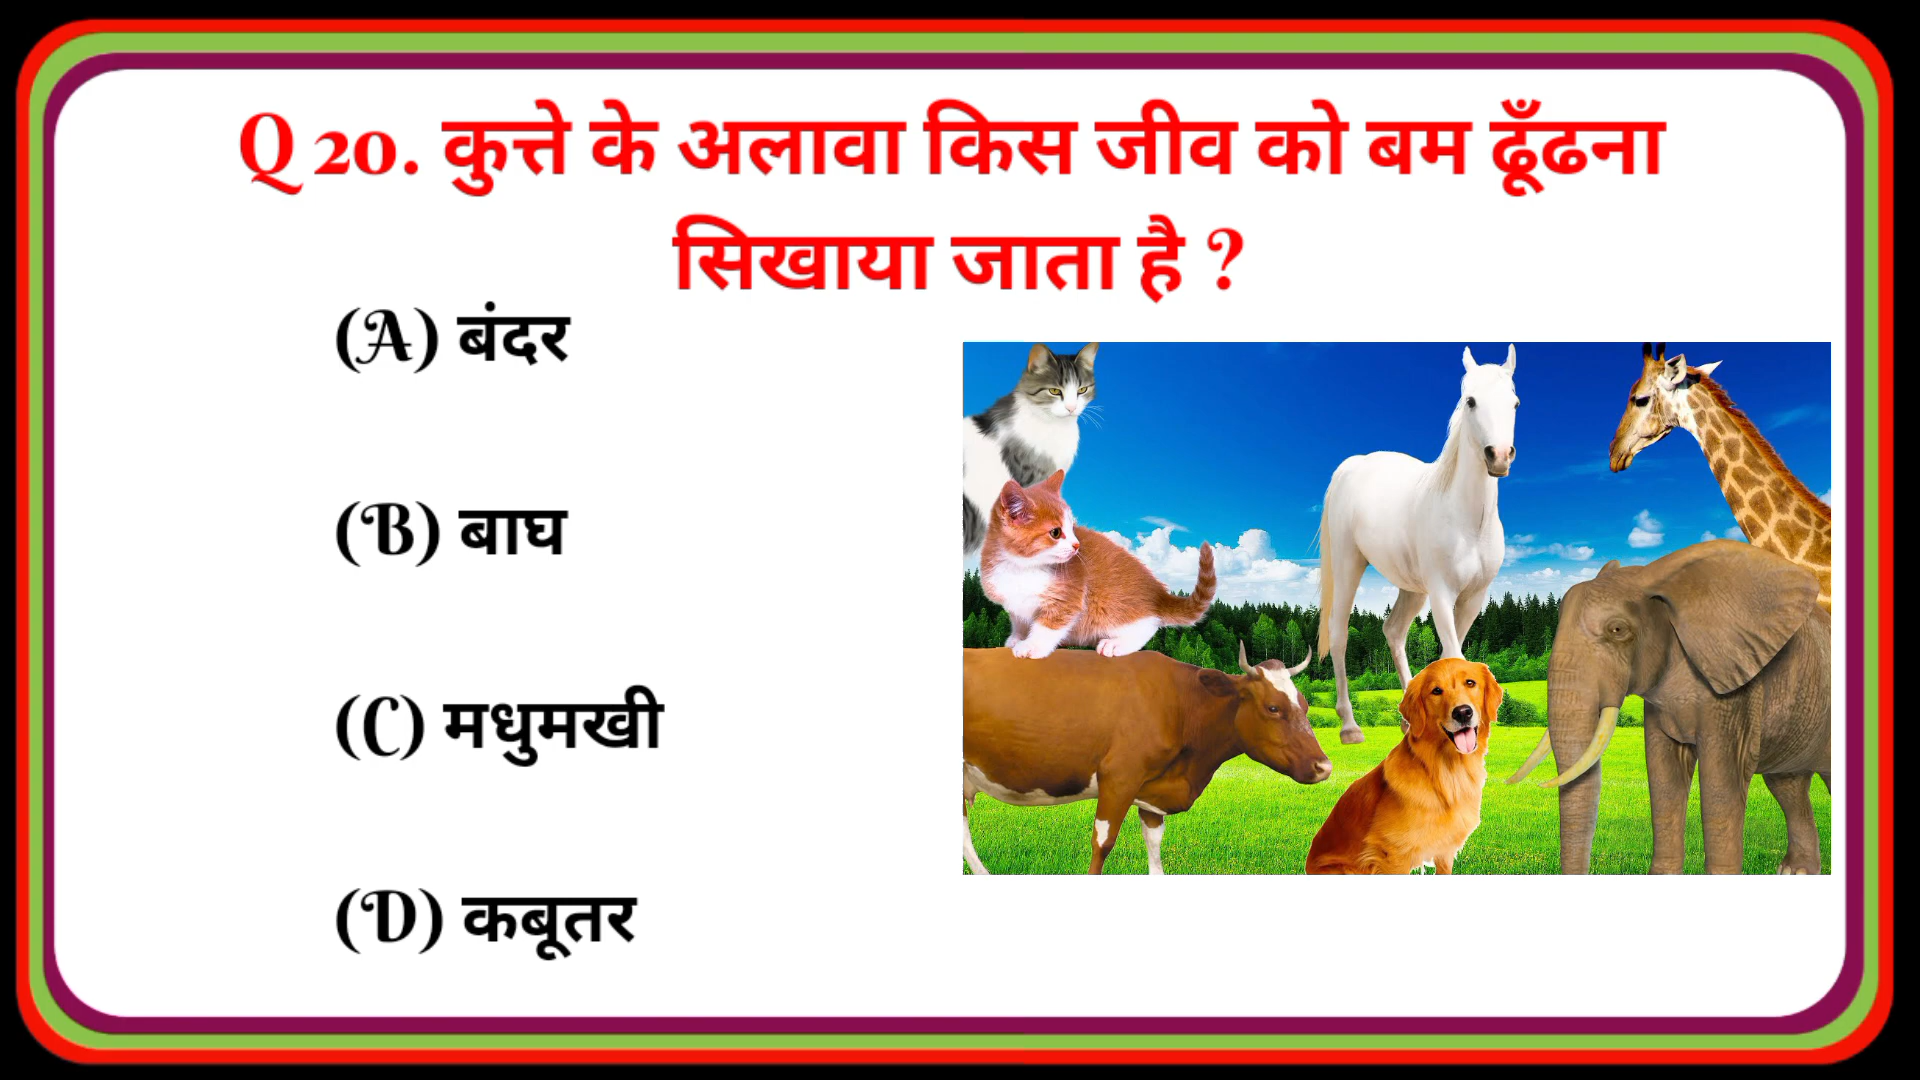 Q 20. कुत्ते के अलावा किस जीव को बम ढूँढना
सिखाया जाता है ?
(A) बंदर
(B) बाघ
(C) मधुमखी
(D) कबूतर